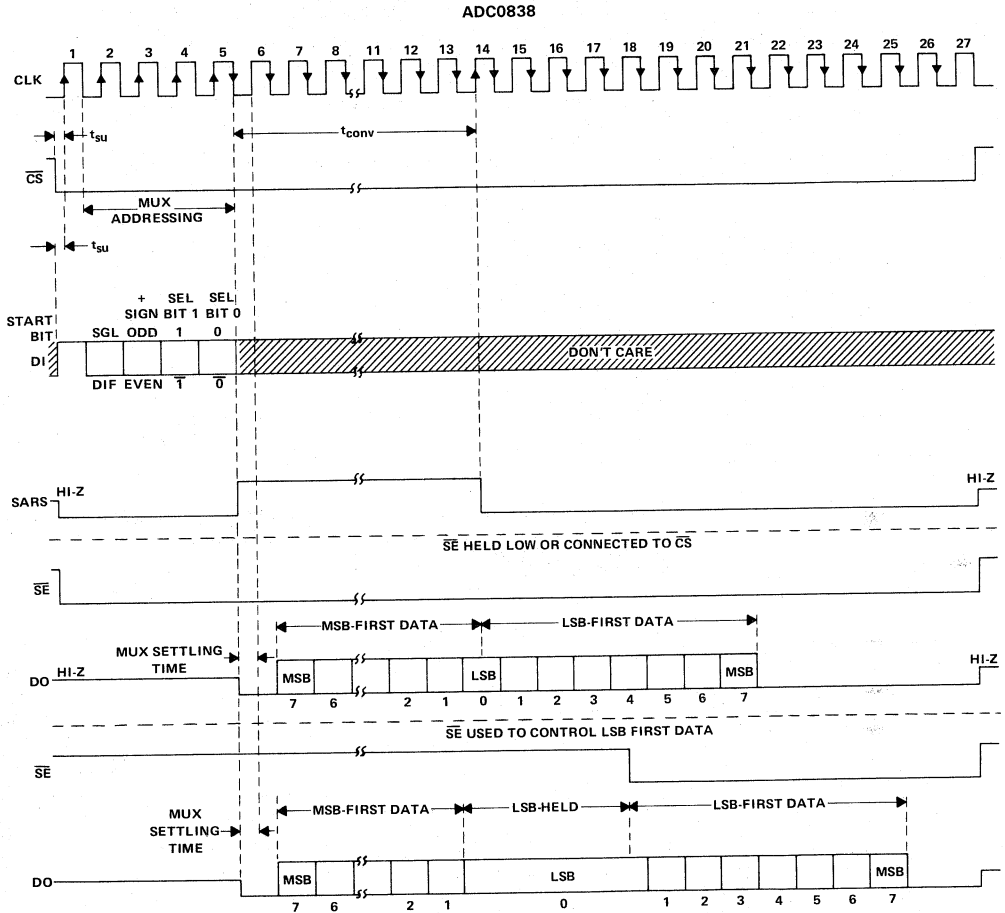 ADC0838
1 2 3 4 5 6 7 8 11 12 13 14 15 16 17 18 19 20 21 22 23 24 25 26 27
CLK
tsu
tconv
CS
MUX
ADDRESSING
tsu
+ SEL SEL
SIGN BIT 1 BIT 0
START
BIT SGL ODD 1 0
DI DON'T CARE
DIF EVEN 1 0
HI-Z HI-Z
SARS
SE HELD LOW OR CONNECTED TO CS
SE
MSB-FIRST DATA LSB-FIRST DATA
MUX SETTLING
TIME
HI-Z HI-Z
DO MSB LSB MSB
7 6 2 1 0 1 2 3 4 5 6 7
SE USED TO CONTROL LSB FIRST DATA
SE
MSB-FIRST DATA LSB-HELD LSB-FIRST DATA
MUX
SETTLING
TIME
DO MSB LSB MSB
7 6 2 1 0 1 2 3 4 5 6 7